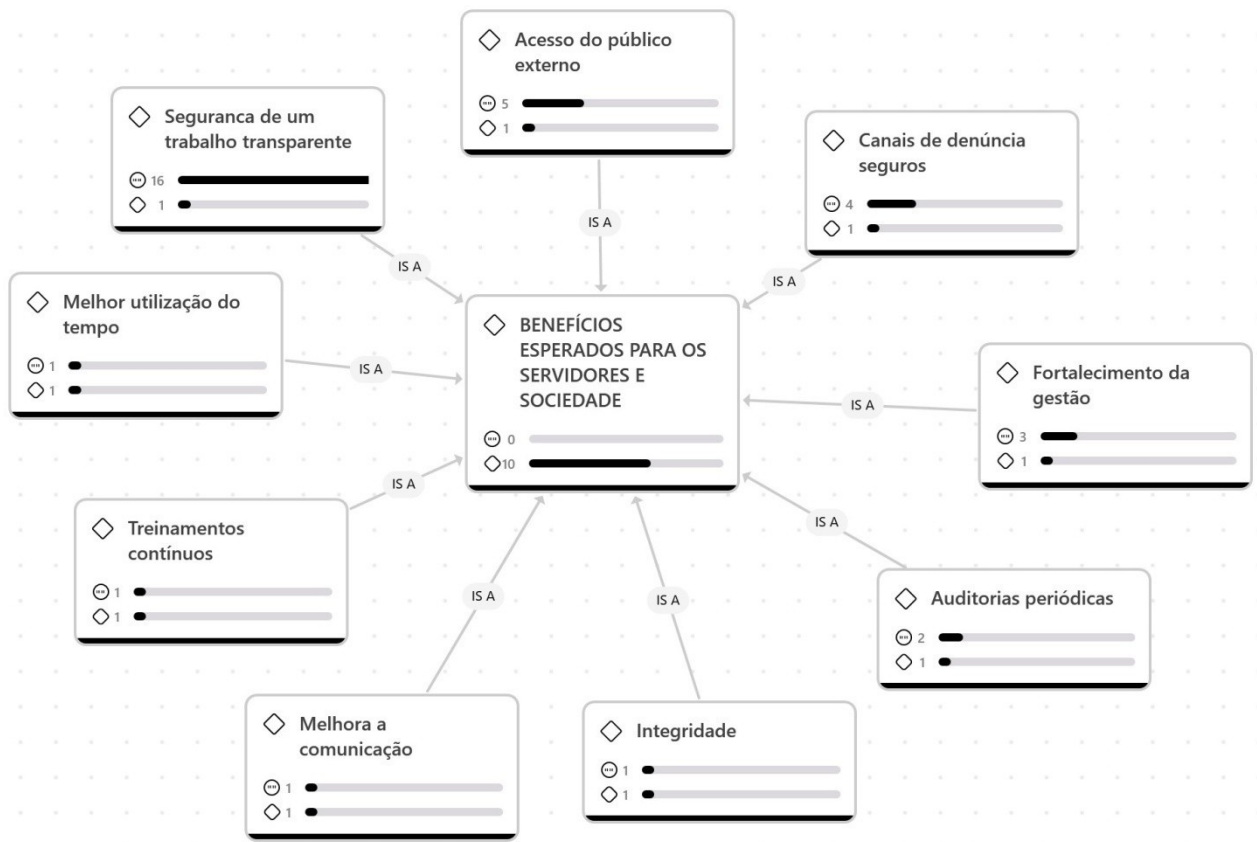 Acesso do público
externo
5
1
Seguranca de um
trabalho transparente
16
1
Canais de denúncia
seguros
4
1
IS A
IS A
IS A
Melhor utilização do
tempo
1
1
IS A
BENEFÍCIOS
ESPERADOS PARA OS
SERVIDORES E
SOCIEDADE
0
10
Fortalecimento da
gestão
3
1
IS A
Treinamentos
contínuos
1
1
IS A
IS A
Auditorias periódicas
2
1
IS A
IS A
Melhora a
comunicação
1
1
Integridade
1
1